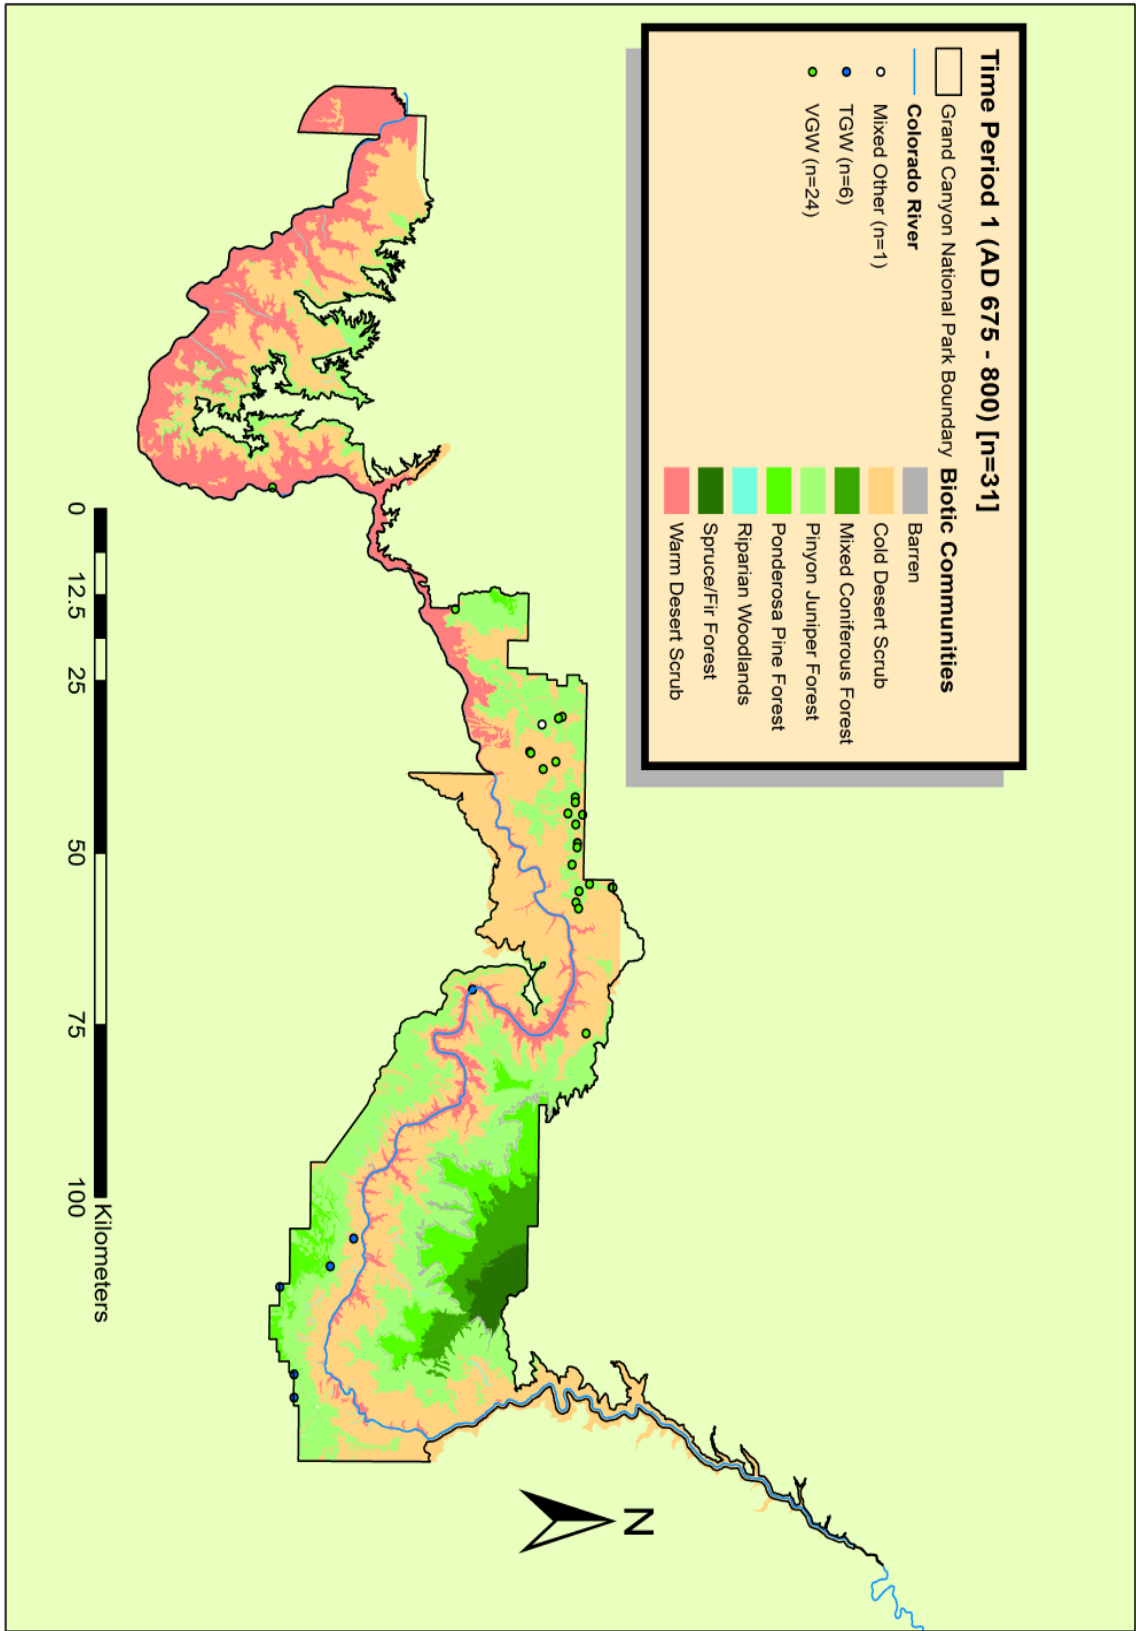 Time Period 1 (AD 675 - 800) [n=31]
Grand Canyon National Park Boundary
Colorado River
Mixed Other (n=1)
TGW (n=6)
VGW (n=24)
Biotic Communities
Barren
Cold Desert Scrub
Mixed Coniferous Forest
Pinyon Juniper Forest
Ponderosa Pine Forest
Riparian Woodlands
Spruce/Fir Forest
Warm Desert Scrub
0 12.5 25 50 75 100
Kilometers
N